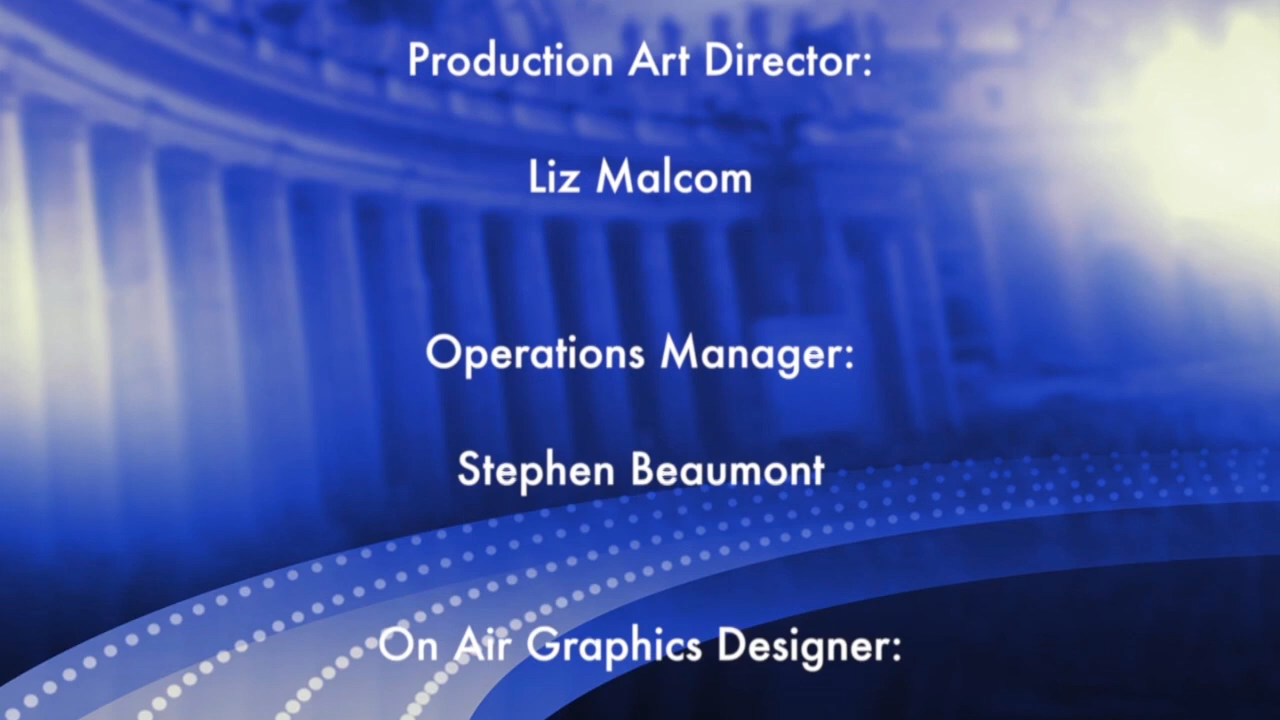 Production Art Director:
Liz Malcom
Operations Manager:
Stephen Beaumont
On Air Graphics Designer: